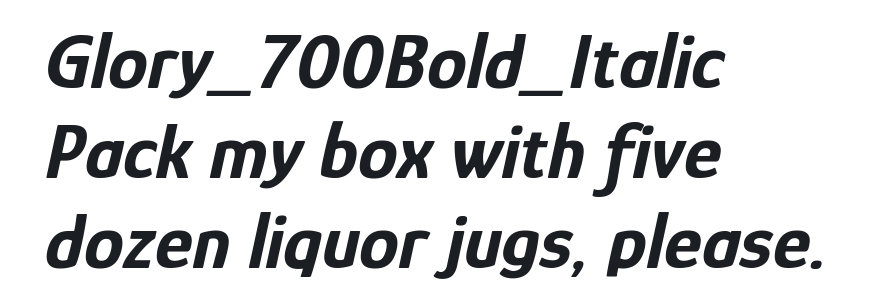 Glory_700Bold_Italic
Pack my box with five
dozen liquor jugs, please.